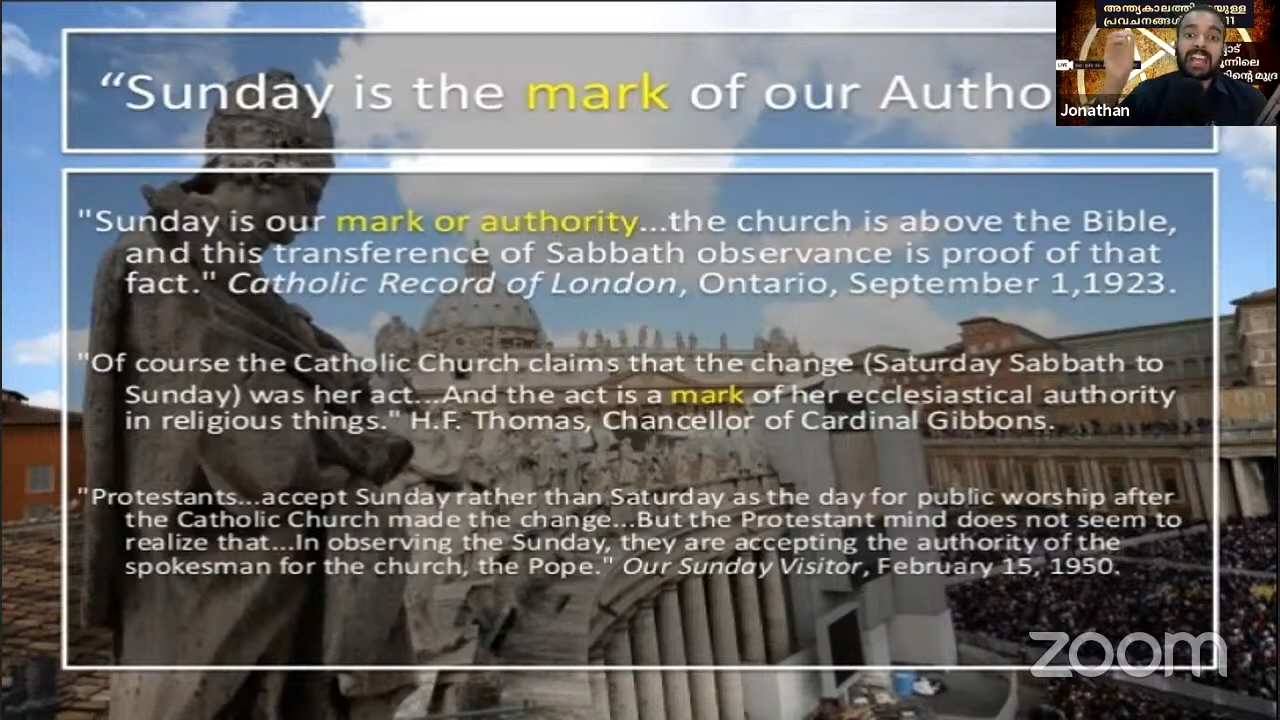 “Sunday is the mark of our Autho
"Sunday is our mark or authority...the church is above the Bible,
and this transference of Sabbath observance is proof of that
fact." Catholic Record of London, Ontario, September 1,1923.
"Of course the Catholic Church claims that the change (Saturday Sabbath to
Sunday) was her act...And the act is a mark of her ecclesiastical authority
in religious things." H.F. Thomas, Chancellor of Cardinal Gibbons.
"Protestants...accept Sunday rather than Saturday as the day for public worship after
the Catholic Church made the change...But the Protestant mind does not seem to
realize that...In observing the Sunday, they are accepting the authority of the
spokesman for the church, the Pope." Our Sunday Visitor, February 15, 1950.
LIVE
Jonathan
zoom